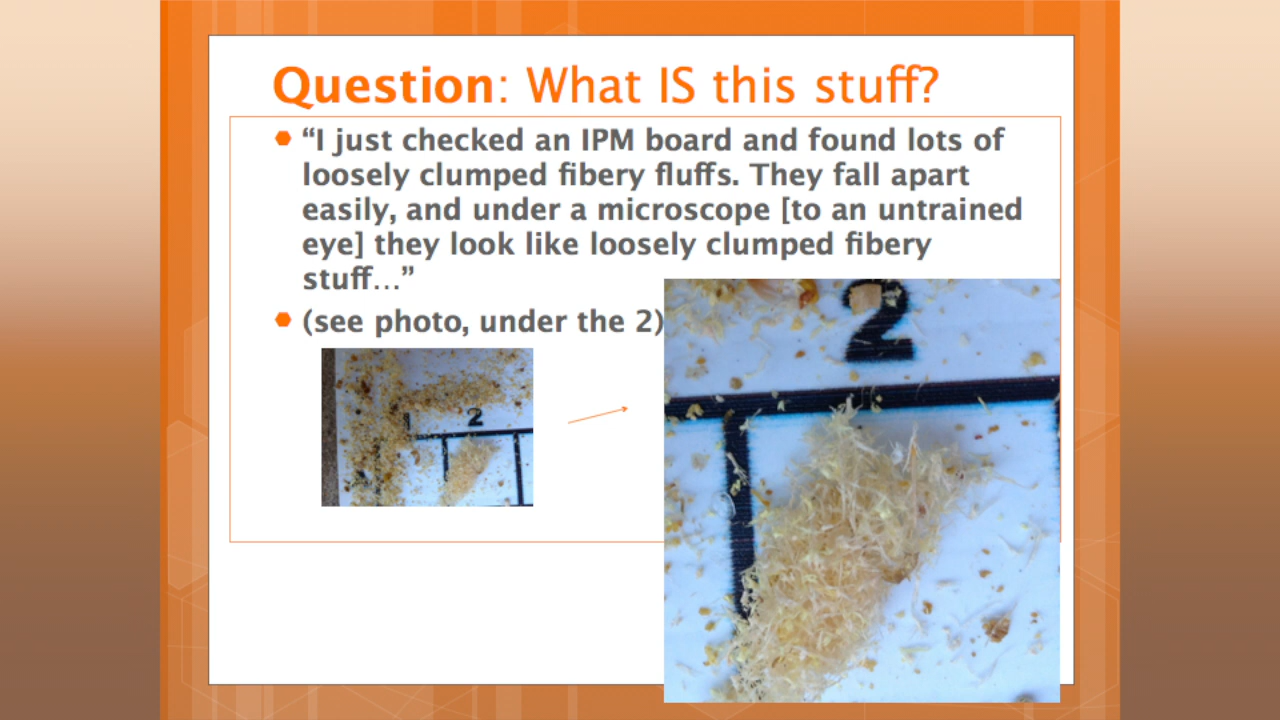 Question: What IS this stuff?
“I just checked an IPM board and found lots of
loosely clumped fibery fluffs. They fall apart
easily, and under a microscope [to an untrained
eye] they look like loosely clumped fibery
stuff…”
(see photo, under the 2)
2
2